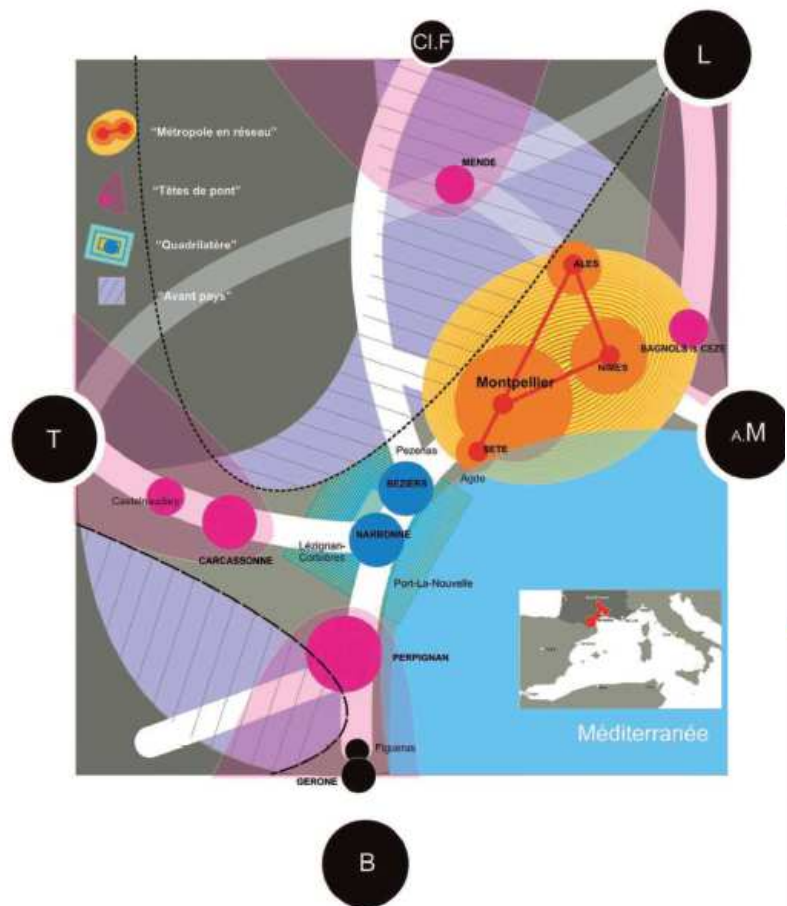 Cl.F
L
"Métropole en réseau"
MENDE
"Têtes de pont"
"Quadrilatère"
ALES
"Avant pays"
BAGNOLS
CEZE
NIMES
Montpellier
T
A.M
SETE
Pezenas
Agde
BEZIERS
Castelnaudary
NARBONNE
CARCASSONNE
Lézignan-
Corbières
Port-La-Nouvelle
PERPIGNAN
Méditerranée
Figueras
GERONE
B